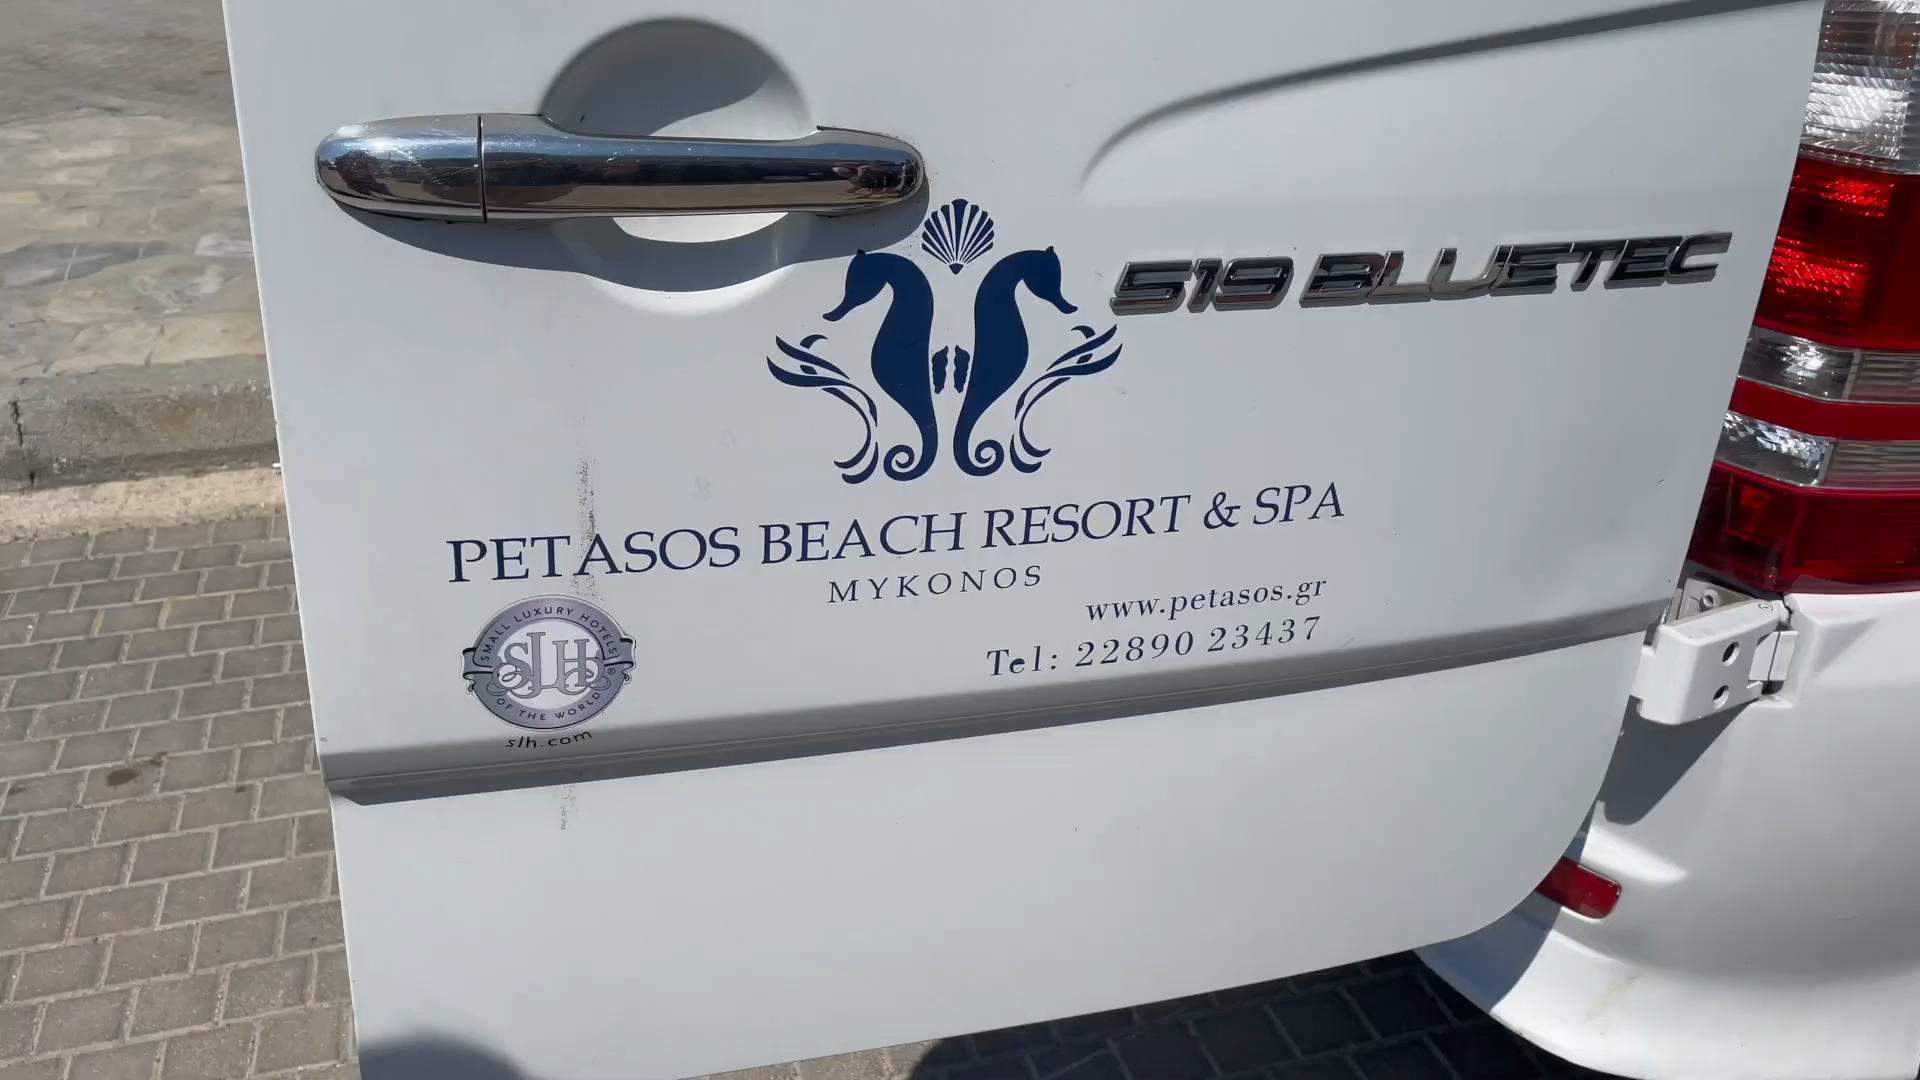 519 BLUETEC
PETASOS BEACH RESORT & SPA
MYKONOS
www.petasos.gr
Tel: 22890 23437
SMALL LUXURY HOTELS
SLH
OF THE WORLD
slh.com